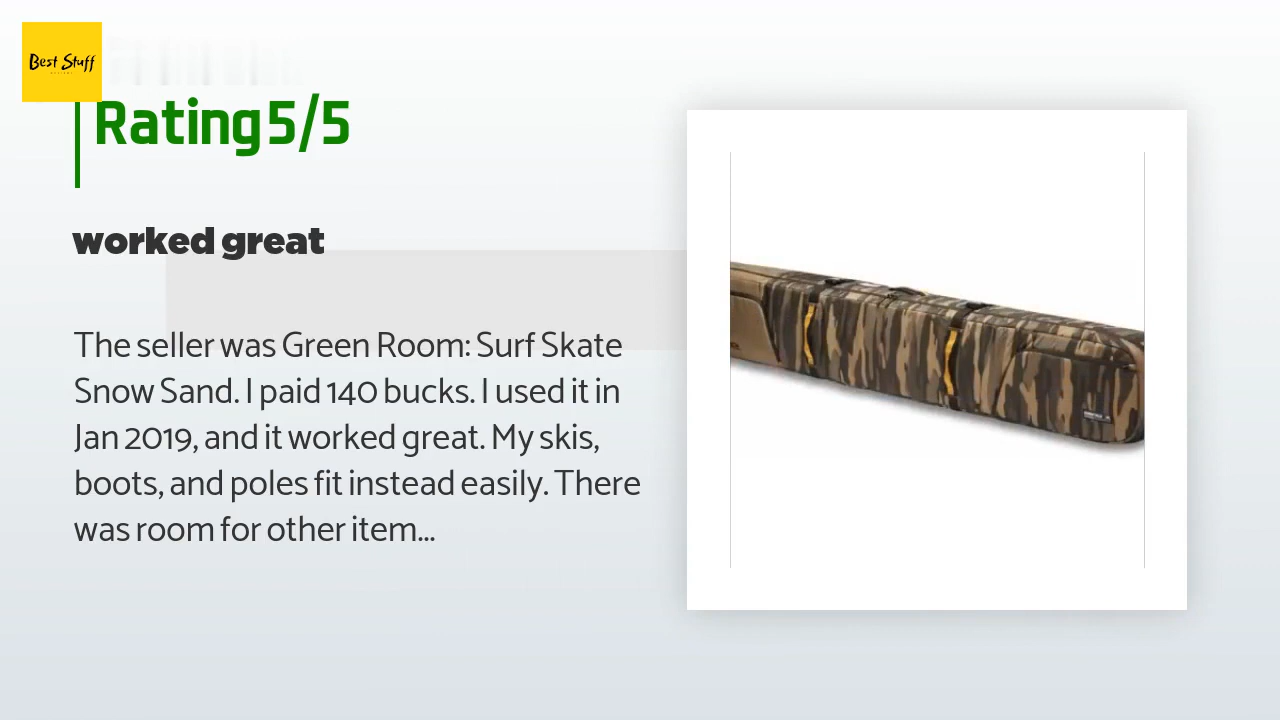 Best Stuff
Rating 5/5
worked great
The seller was Green Room: Surf Skate
Snow Sand. I paid 140 bucks. I used it in
Jan 2019, and it worked great. My skis,
boots, and poles fit instead easily. There
was room for other item...